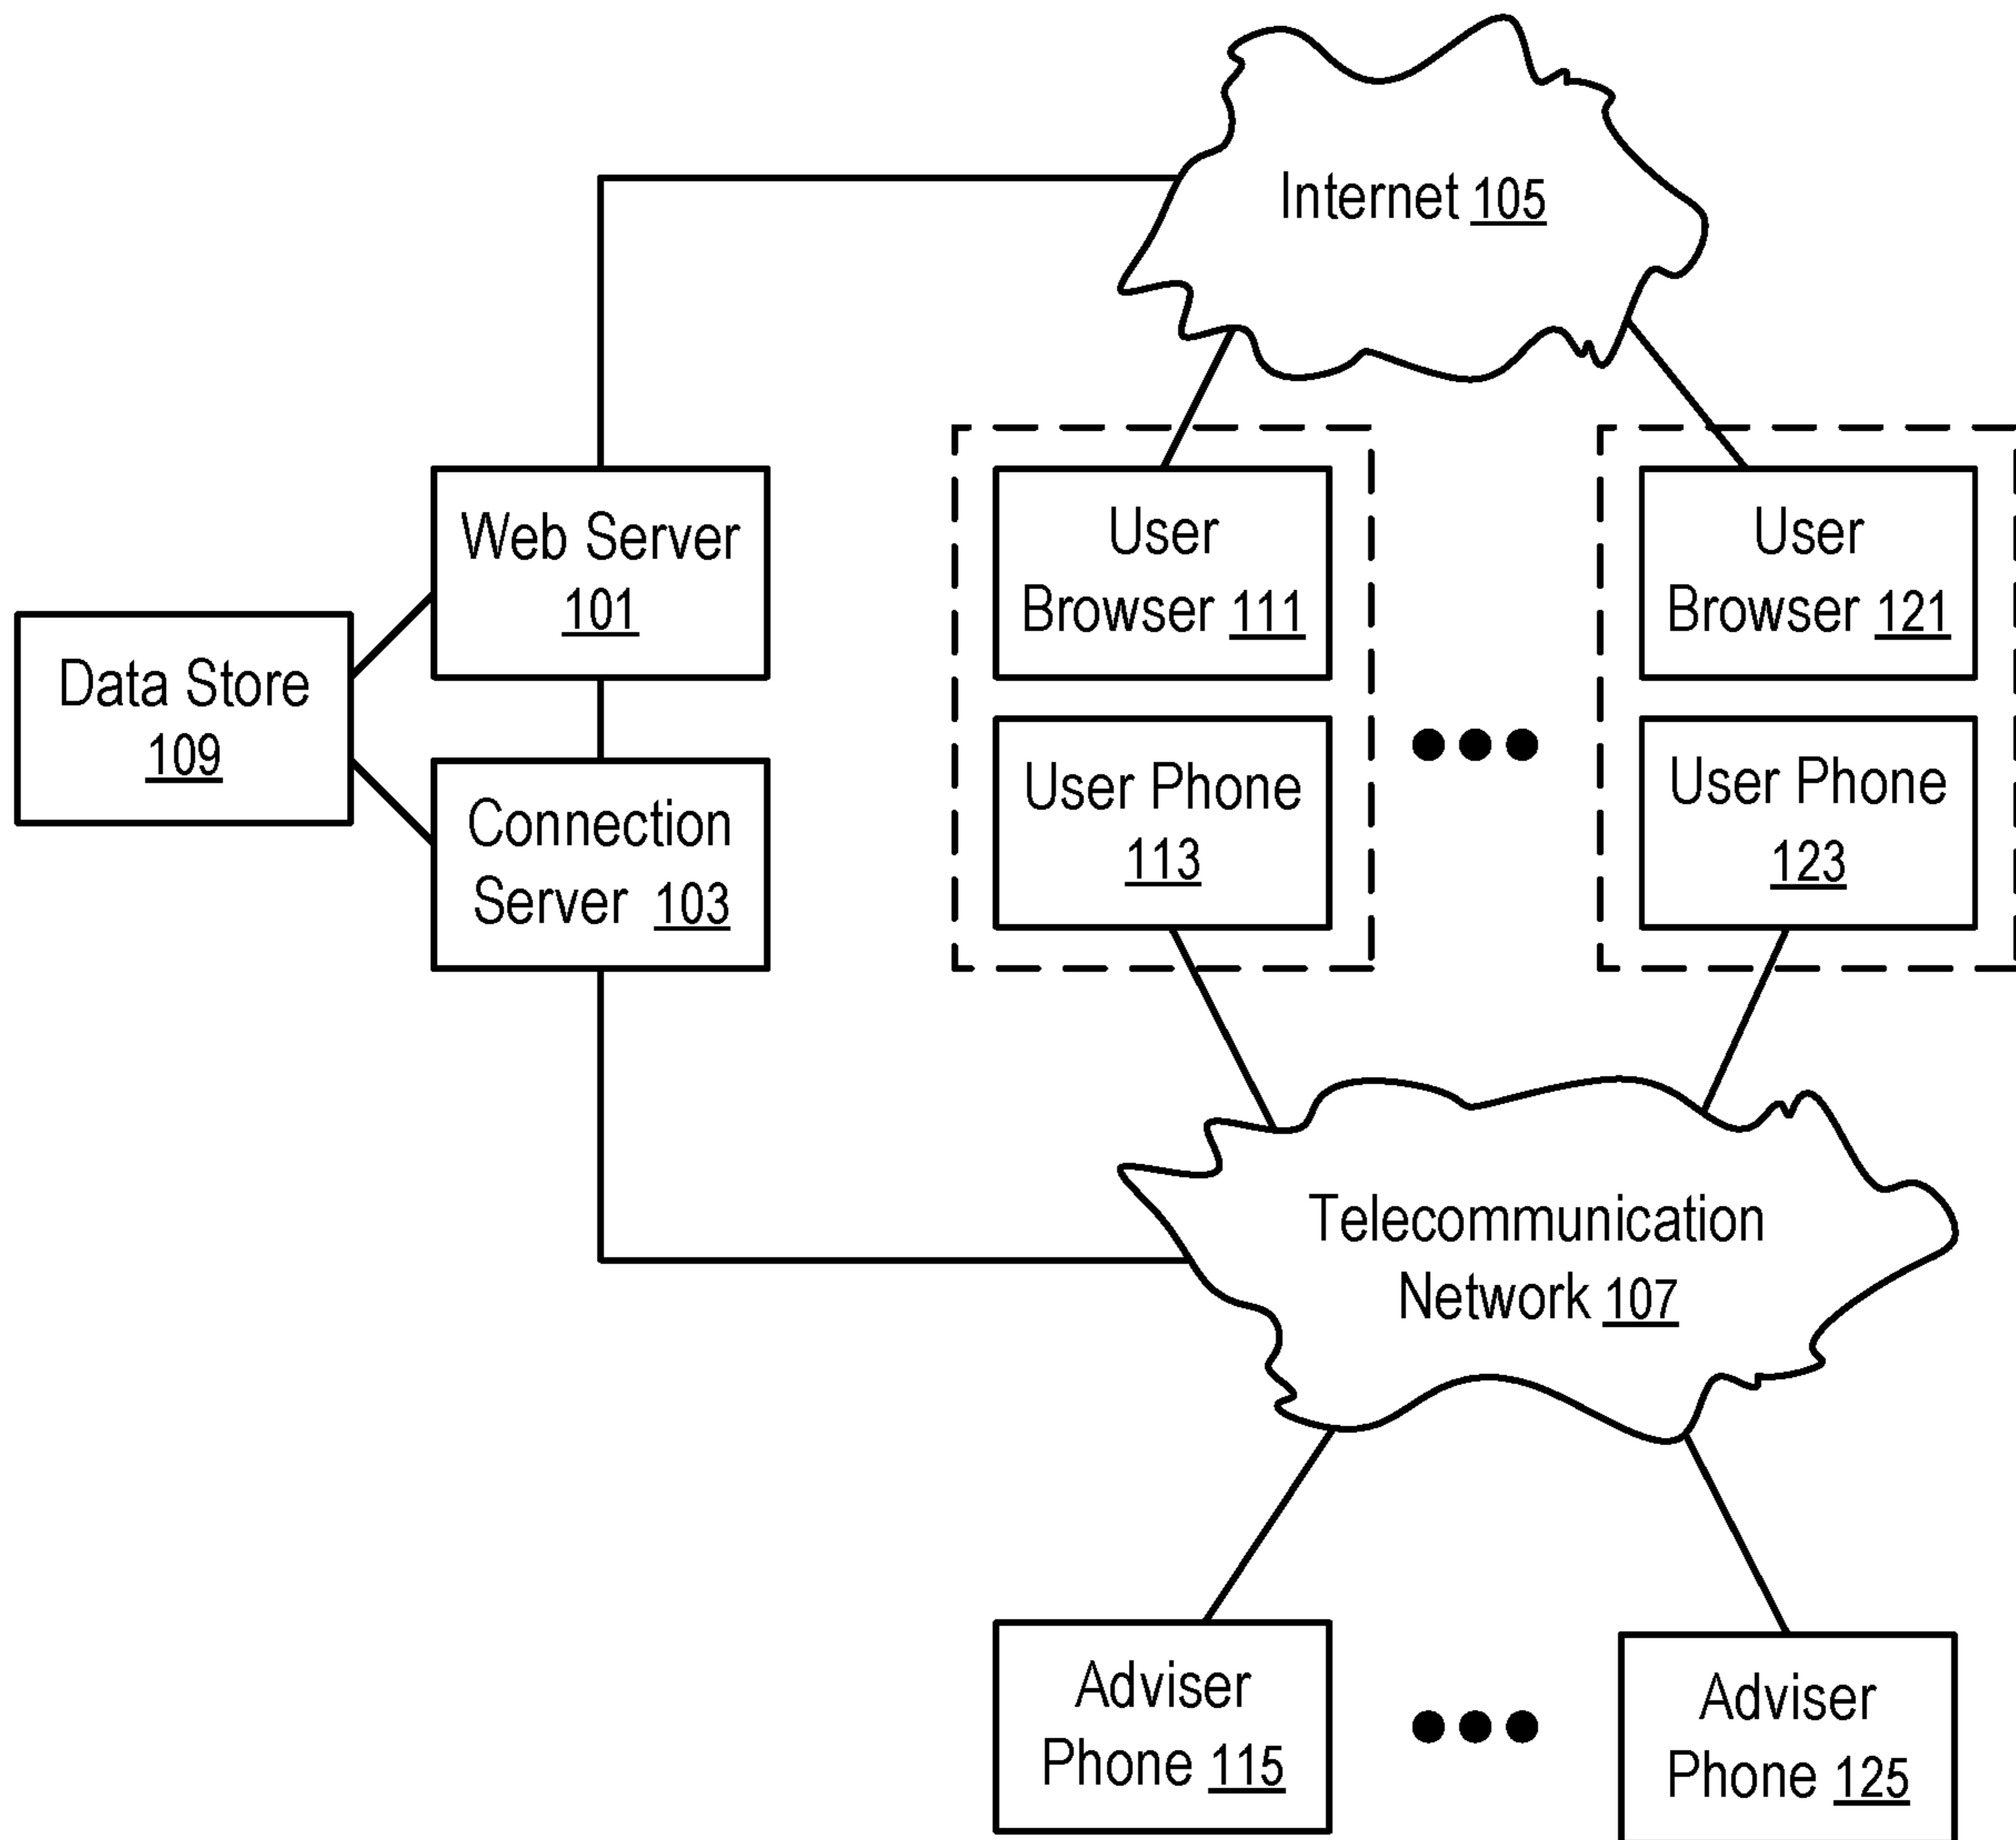 Internet 105
Web Server
101
User
Browser 111
User
Browser 121
Data Store
109
User Phone
113
User Phone
123
Connection
Server 103
Telecommunication
Network 107
Adviser
Phone 115
Adviser
Phone 125